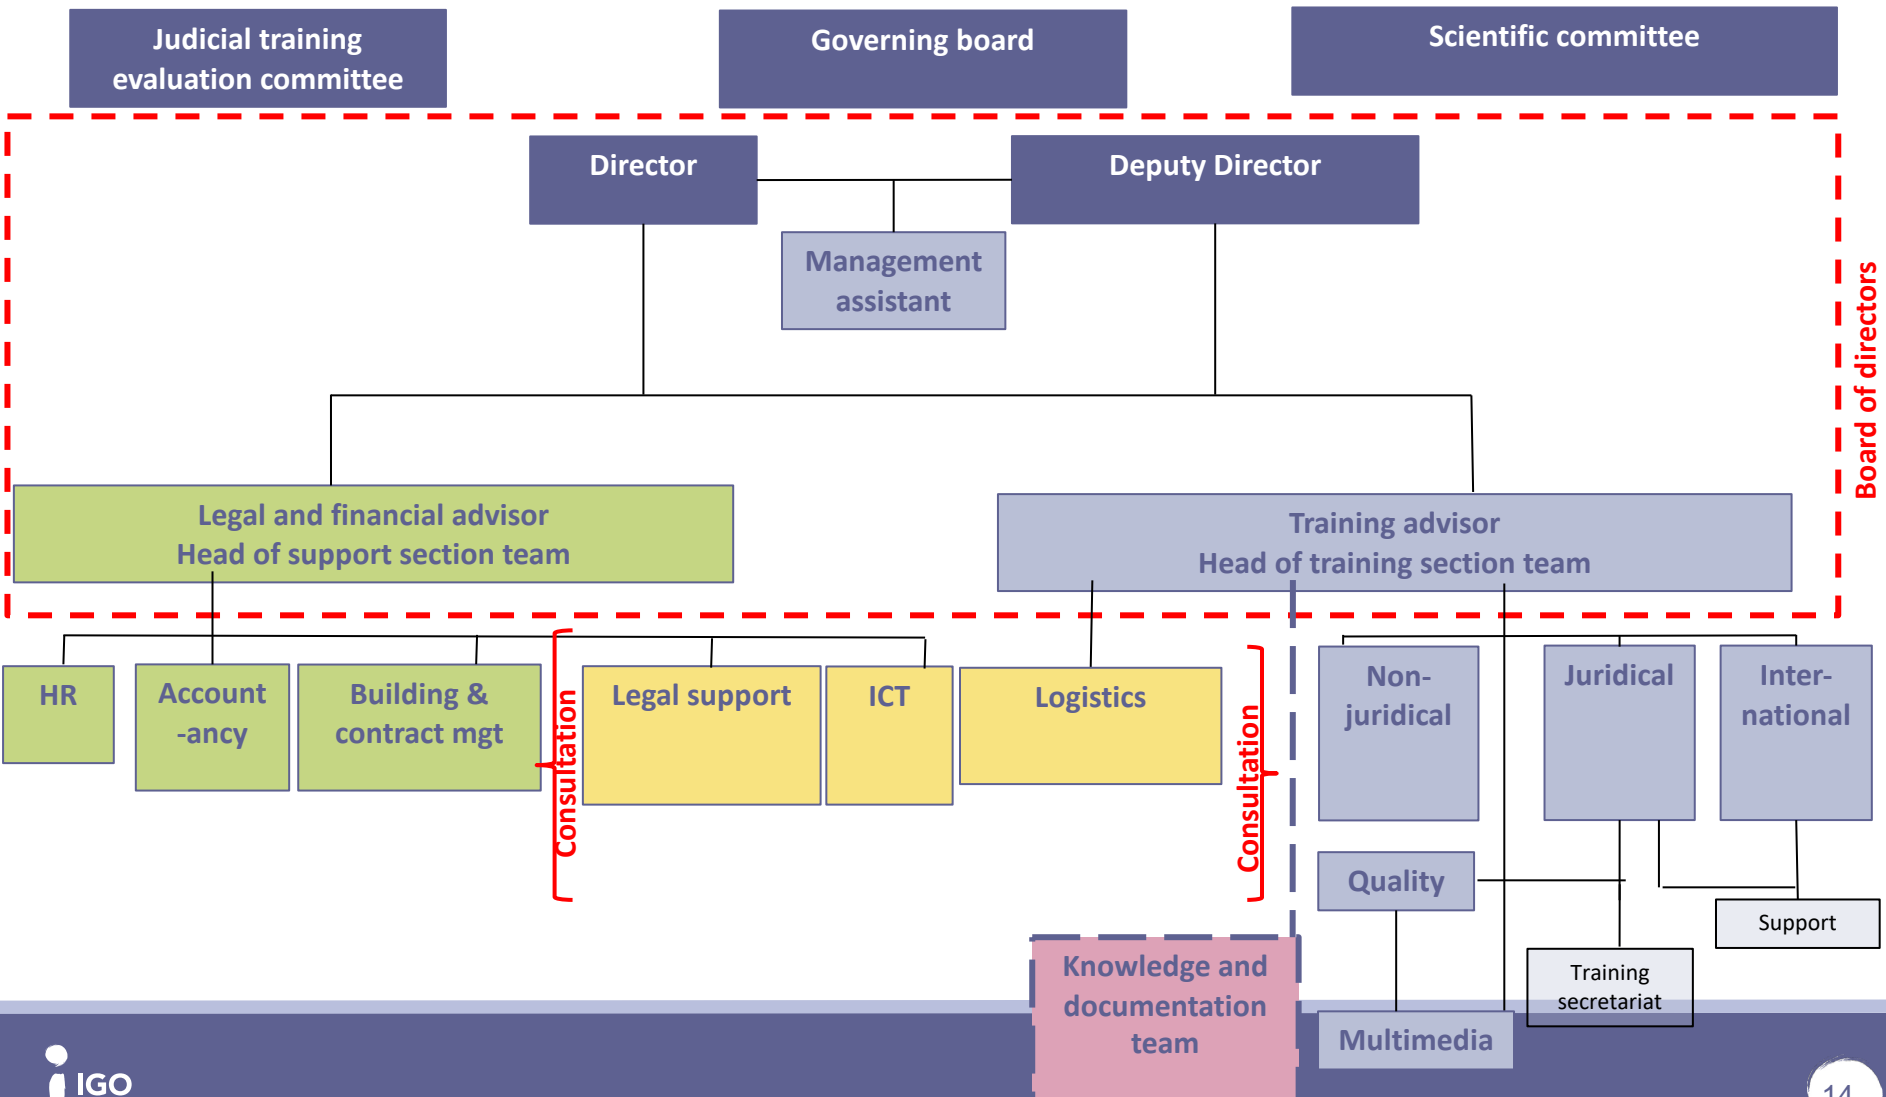 Judicial training
evaluation committee
Governing board
Scientific committee
Director
Deputy Director
Management
assistant
Board of directors
Legal and financial advisor
Head of support section team
Training advisor
Head of training section team
HR
Account
-ancy
Building &
contract mgt
Consultation
Legal support
ICT
Logistics
Consultation
Non-
juridical
Juridical
Inter-
national
Quality
Support
Training
secretariat
Knowledge and
documentation
team
Multimedia
IGO
14